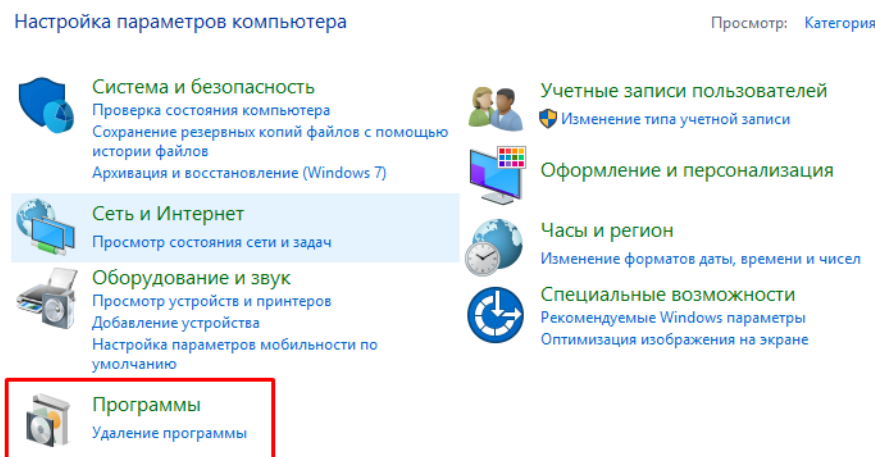 Настройка параметров компьютера
Просмотр: Категория
Система и безопасность
Проверка состояния компьютера
Сохранение резервных копий файлов с помощью
истории файлов
Архивация и восстановление (Windows 7)
Сеть и Интернет
Просмотр состояния сети и задач
Оборудование и звук
Просмотр устройств и принтеров
Добавление устройства
Настройка параметров мобильности по
умолчанию
Программы
Удаление программы
Учетные записи пользователей
Изменение типа учетной записи
Оформление и персонализация
Часы и регион
Изменение форматов даты, времени и чисел
Специальные возможности
Рекомендуемые Windows параметры
Оптимизация изображения на экране